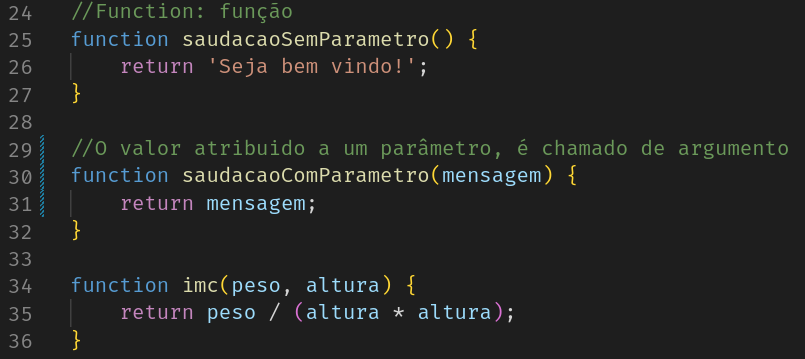 24 //Function: função
25 function saudacaoSemParametro() {
26     return 'Seja bem vindo!';
27 }
28
29 //O valor atribuido a um parâmetro, é chamado de argumento
30 function saudacaoComParametro(mensagem) {
31     return mensagem;
32 }
33
34 function imc(peso, altura) {
35     return peso / (altura * altura);
36 }